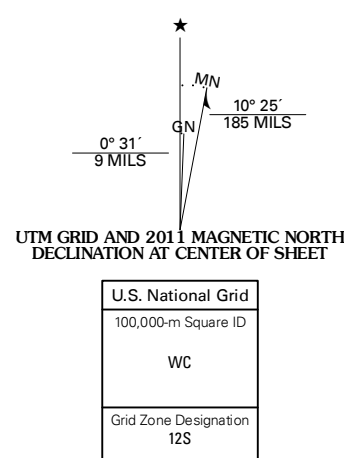 ★
MN
GN
10° 25´
185 MILS
0° 31´
9 MILS
UTM GRID AND 2011 MAGNETIC NORTH
DECLINATION AT CENTER OF SHEET
U.S. National Grid
100,000-m Square ID
WC
Grid Zone Designation
12S